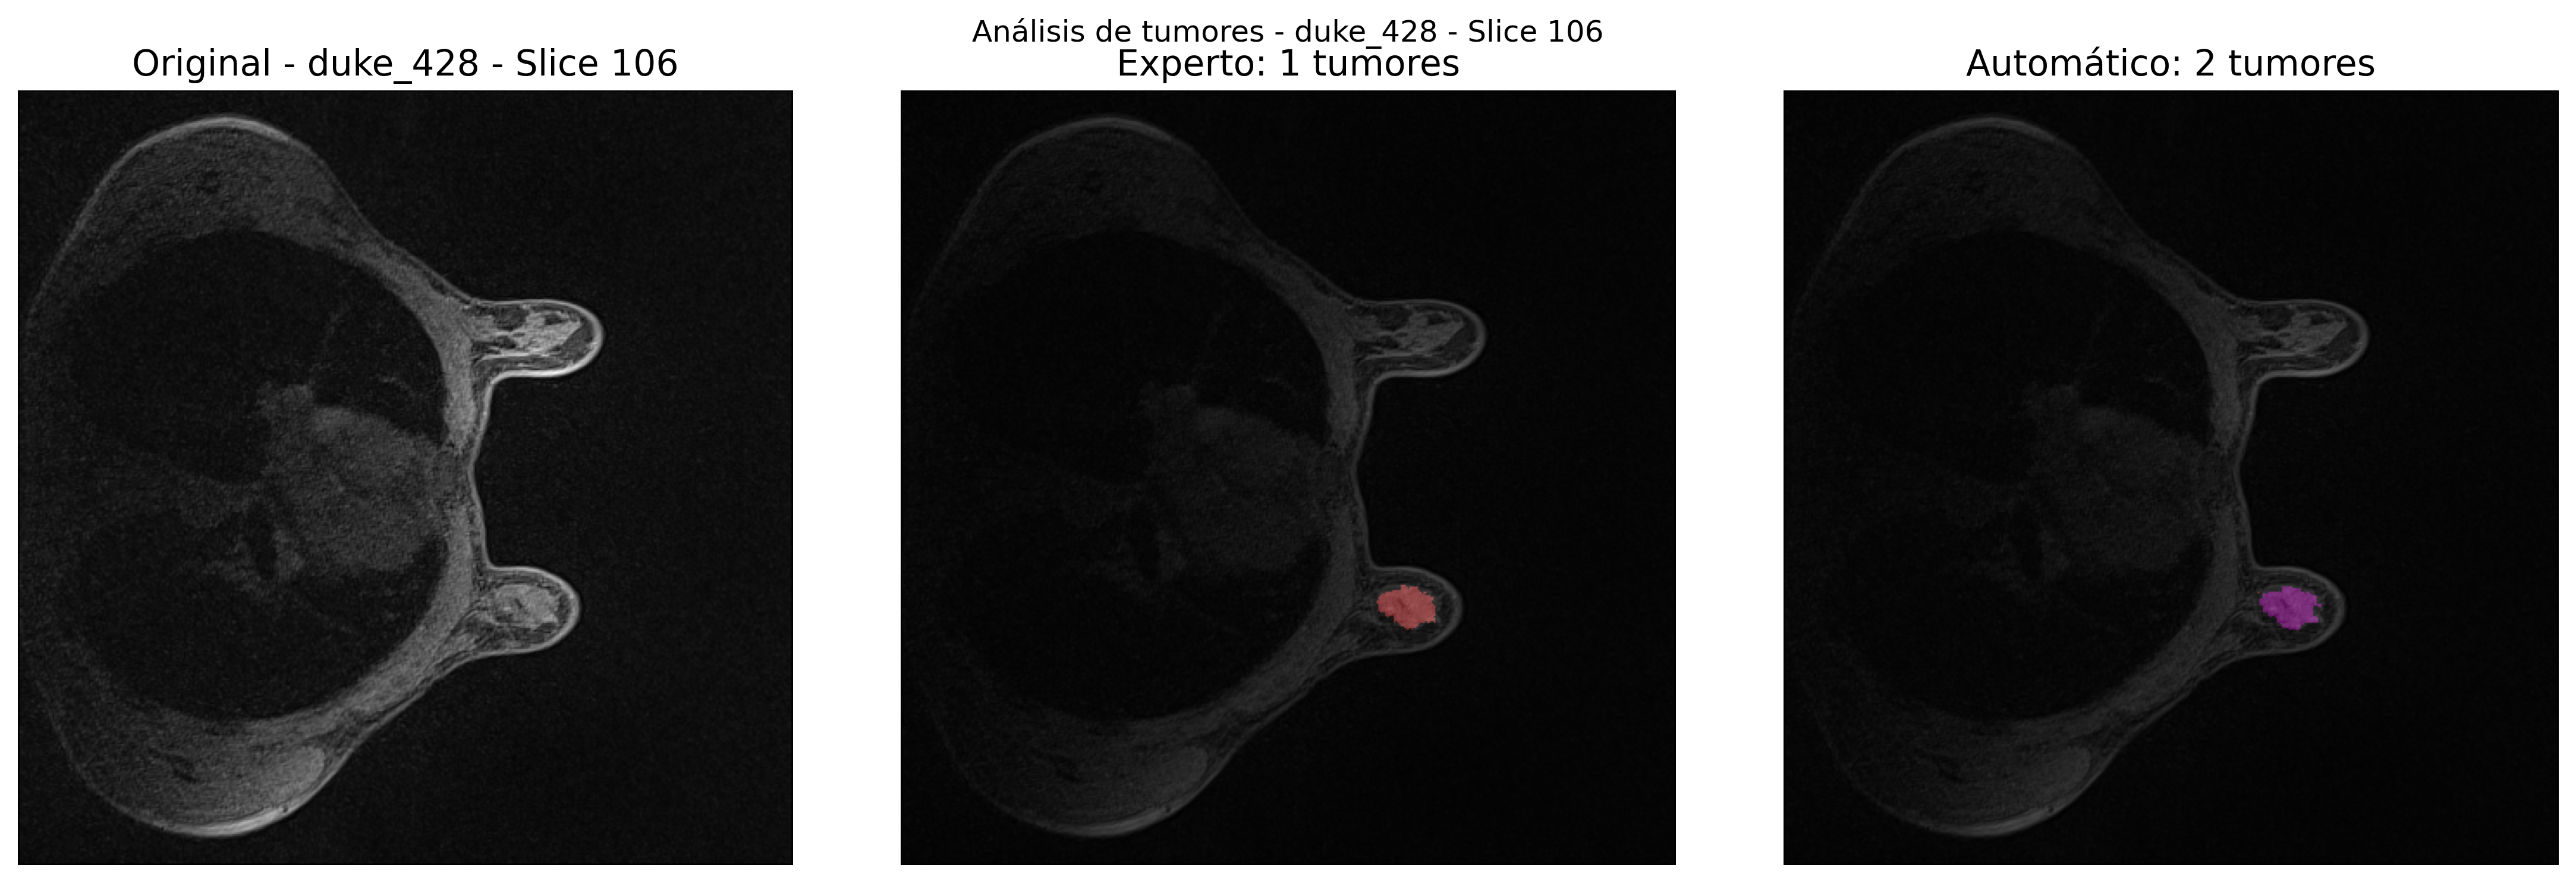 Análisis de tumores - duke_428 - Slice 106
Original - duke_428 - Slice 106
Experto: 1 tumores
Automático: 2 tumores